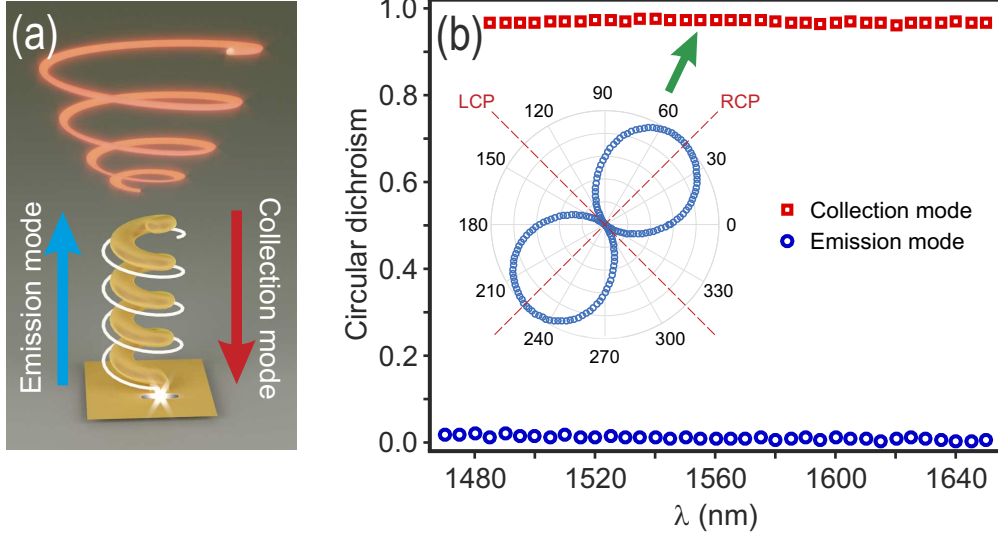 (a)
Emission mode
Collection mode
(b)
Circular dichroism
1.0
0.8
0.6
0.4
0.2
0.0
LCP
RCP
90
120
60
150
30
180
0
210
330
240
300
270
Collection mode
Emission mode
1480
1520
1560
1600
1640
λ (nm)